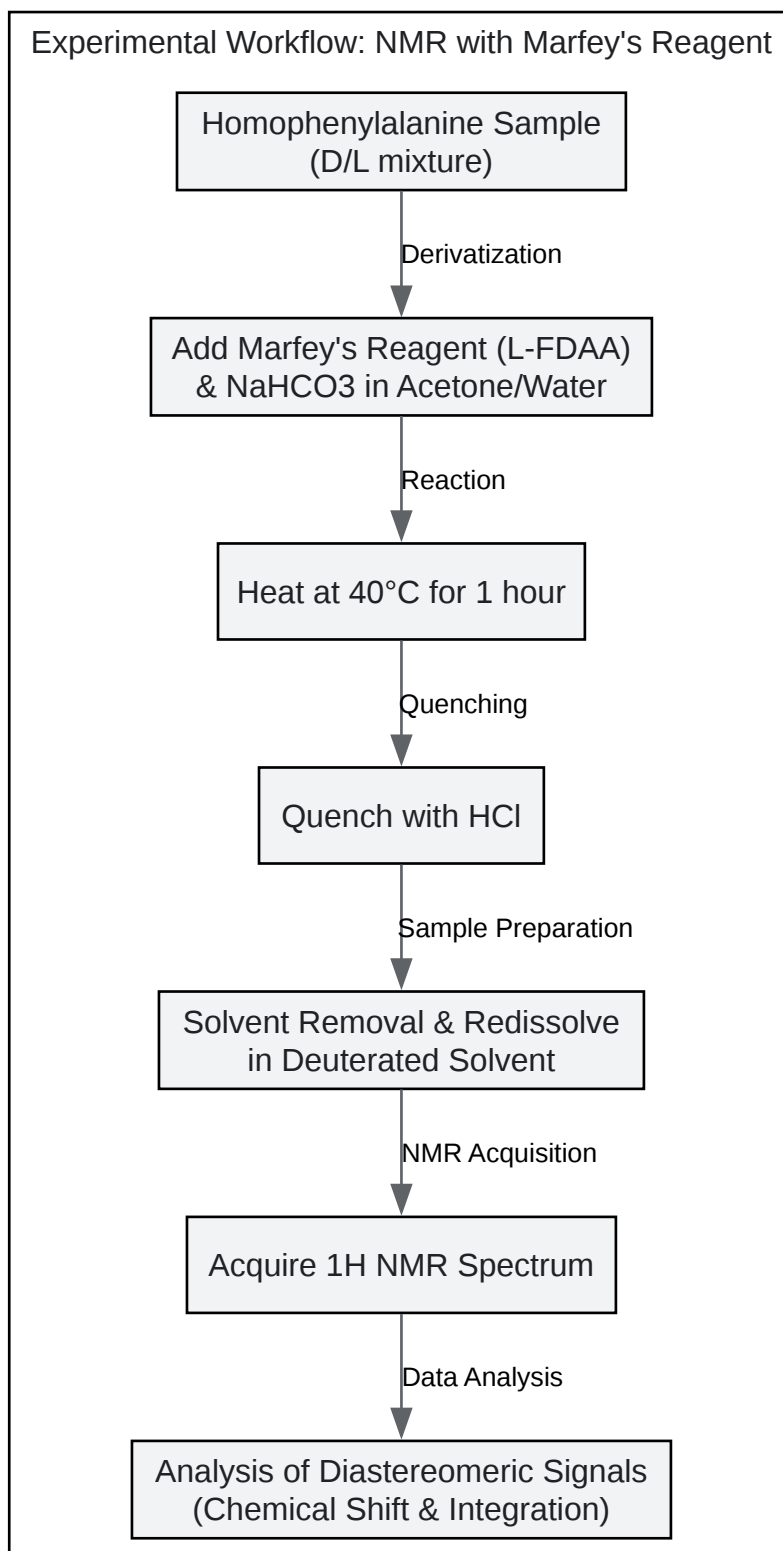 Experimental Workflow: NMR with Marfey's Reagent
Homophenylalanine Sample
(D/L mixture)
Derivatization
Add Marfey's Reagent (L-FDAA)
& NaHCO3 in Acetone/Water
Reaction
Heat at 40°C for 1 hour
Quenching
Quench with HCl
Sample Preparation
Solvent Removal & Redissolve
in Deuterated Solvent
NMR Acquisition
Acquire 1H NMR Spectrum
Data Analysis
Analysis of Diastereomeric Signals
(Chemical Shift & Integration)